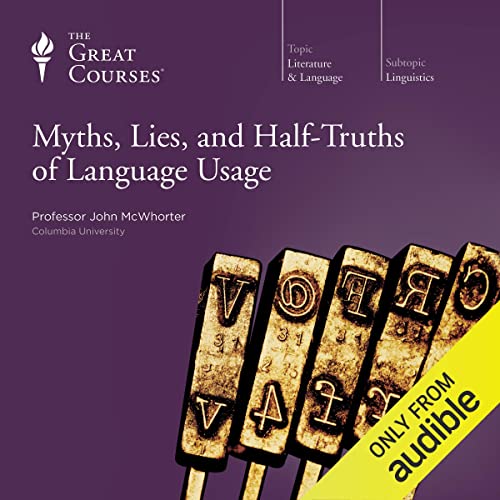 THE
GREAT
COURSES®
Topic
Literature
& Language
Subtopic
Linguistics
Myths, Lies, and Half-Truths
of Language Usage
Professor John McWhorter
Columbia University
ONLY FROM
audible